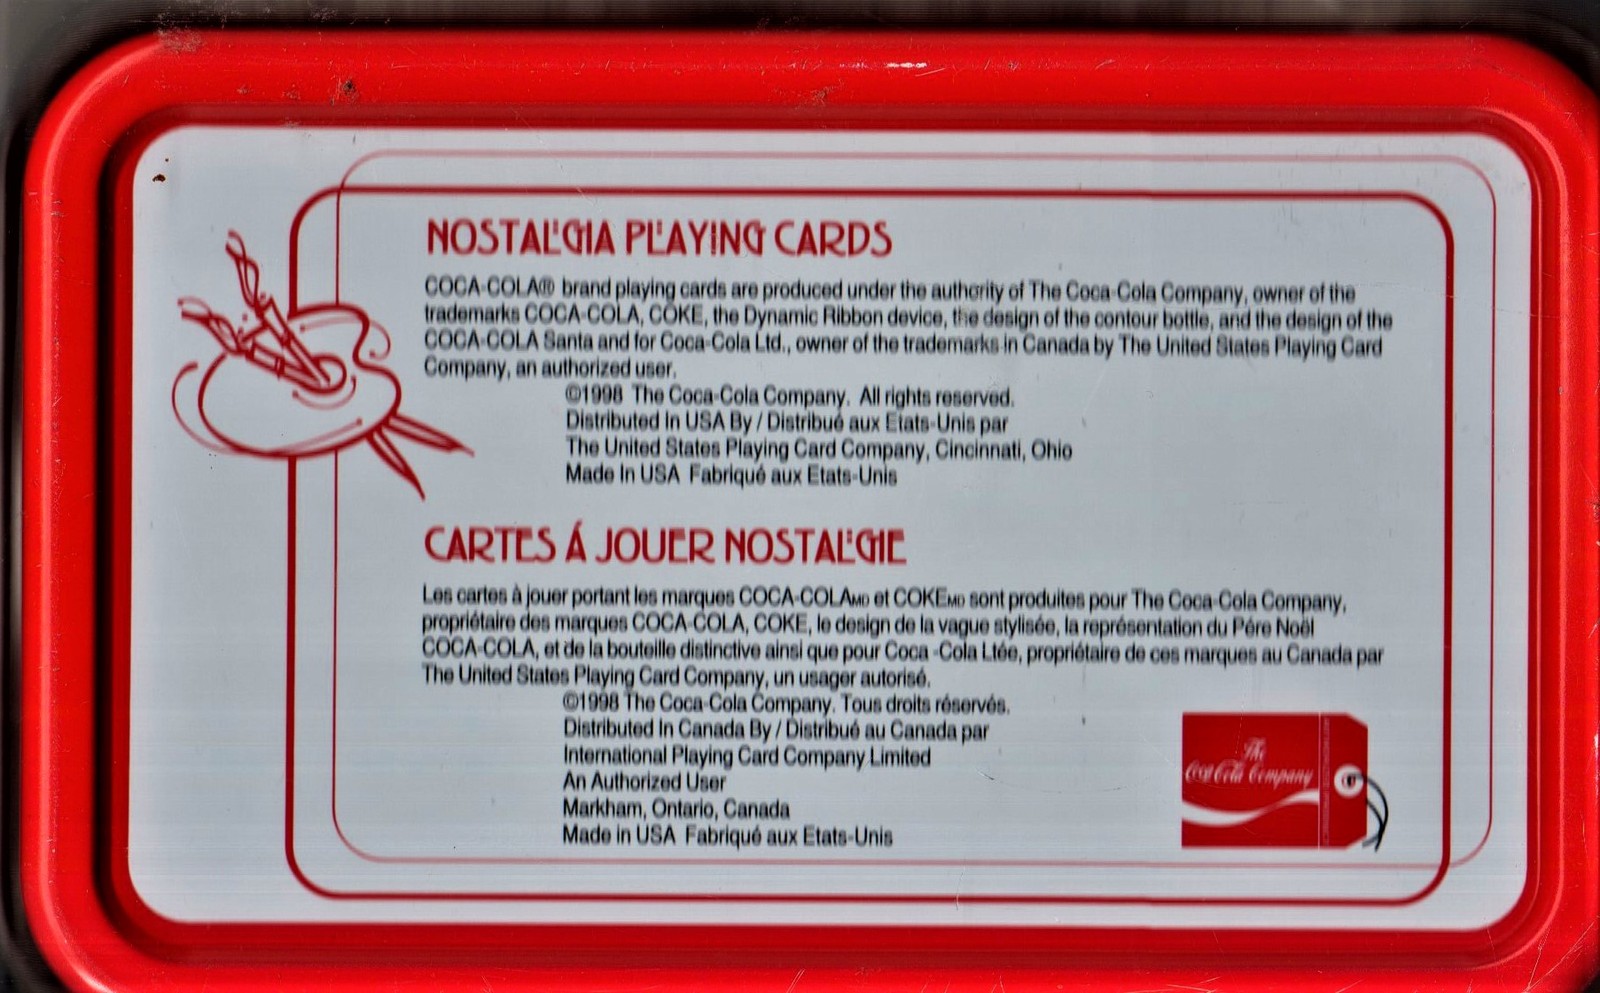 NOSTALGIA PLAYING CARDS
COCA-COLA® brand playing cards are produced under the authority of The Coca-Cola Company, owner of the
trademarks COCA-COLA, COKE, the Dynamic Ribbon device, the design of the contour bottle, and the design of the
COCA-COLA Santa and for Coca-Cola Ltd., owner of the trademarks in Canada by The United States Playing Card
Company, an authorized user.
©1998 The Coca-Cola Company. All rights reserved.
Distributed In USA By / Distribué aux Etats-Unis par
The United States Playing Card Company, Cincinnati, Ohio
Made In USA Fabriqué aux Etats-Unis
CARTES Á JOUER NOSTALGIE
Les cartes à jouer portant les marques COCA-COLAMD et COKEMD sont produites pour The Coca-Cola Company,
propriétaire des marques COCA-COLA, COKE, le design de la vague stylisée, la représentation du Pére Noël
COCA-COLA, et de la bouteille distinctive ainsi que pour Coca -Cola Ltée, propriétaire de ces marques au Canada par
The United States Playing Card Company, un usager autorisé.
©1998 The Coca-Cola Company. Tous droits réservés.
Distributed In Canada By / Distribué au Canada par
International Playing Card Company Limited
An Authorized User
Markham, Ontario, Canada
Made in USA Fabriqué aux Etats-Unis
The
Coca-Cola Company